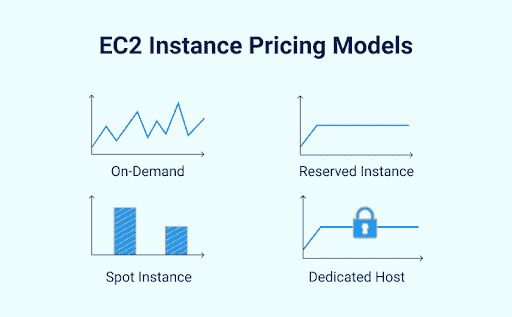 EC2 Instance Pricing Models
On-Demand
Reserved Instance
Spot Instance
Dedicated Host